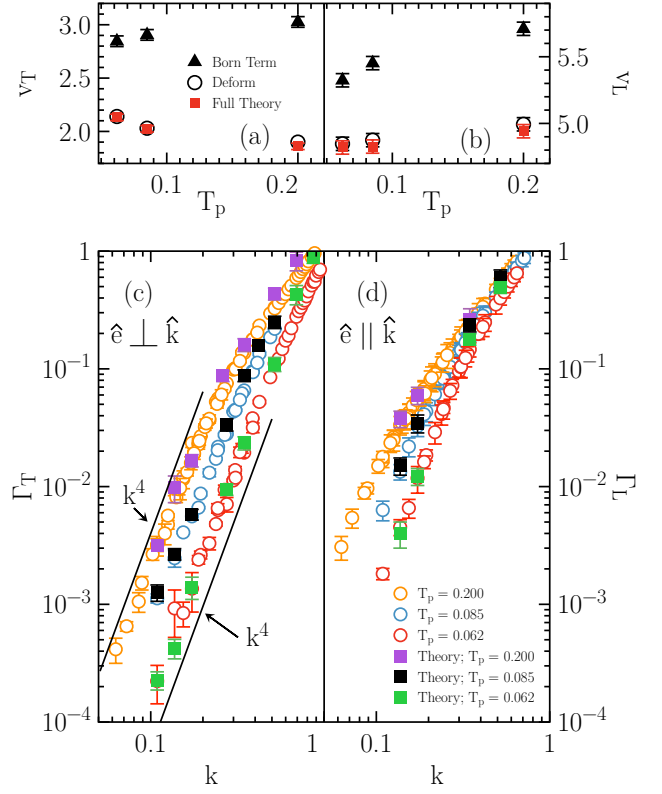 3.0
2.5
2.0
v_T
Born Term
Deform
Full Theory
(a)
(b)
5.5
5.0
v_L
0.1
0.2
0.1
0.2
T_p
T_p
1
10^{-1}
10^{-2}
10^{-3}
10^{-4}
Γ_T
(c)
ê ⊥ k̂
k^4
k^4
(d)
ê || k̂
1
10^{-1}
10^{-2}
10^{-3}
10^{-4}
Γ_L
T_p = 0.200
T_p = 0.085
T_p = 0.062
Theory; T_p = 0.200
Theory; T_p = 0.085
Theory; T_p = 0.062
0.1
1
0.1
1
k
k